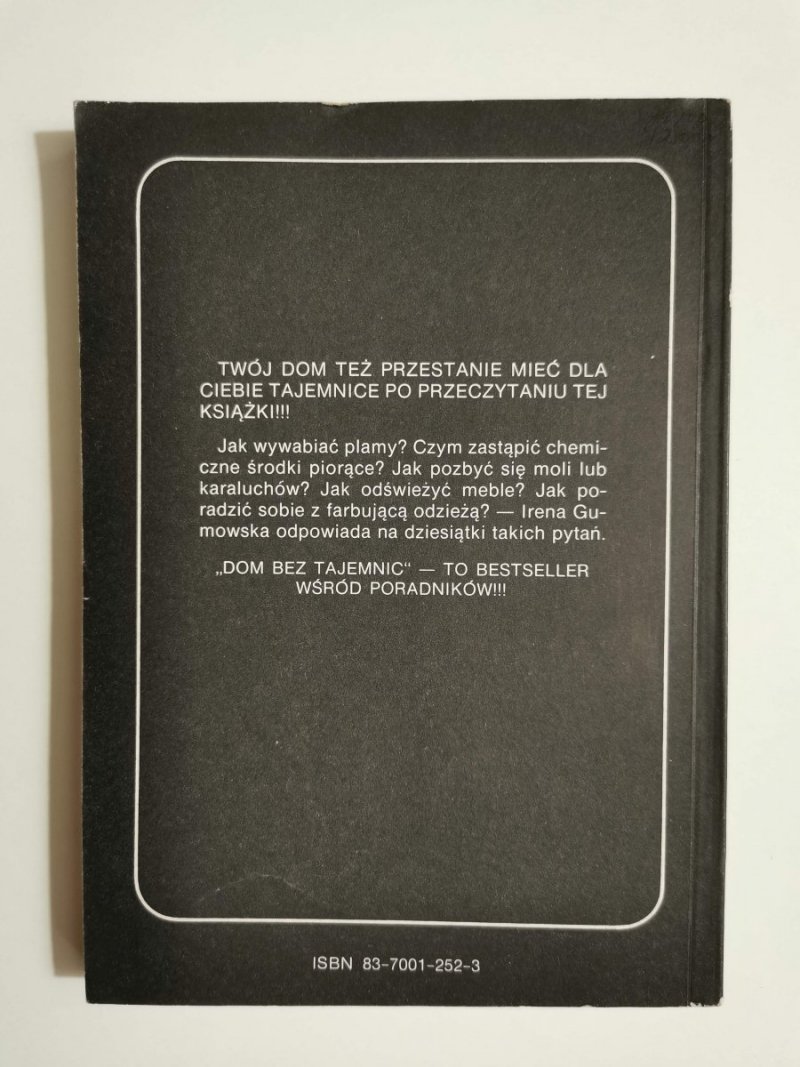 TWÓJ DOM TEŻ PRZESTANIE MIEĆ DLA
CIEBIE TAJEMNICE PO PRZECZYTANIU TEJ
KSIĄŻKI!!!
Jak wywabiać plamy? Czym zastąpić chemi-
czne środki piorące? Jak pozbyć się moli lub
karaluchów? Jak odświeżyć meble? Jak po-
radzić sobie z farbującą odzieżą? — Irena Gu-
mowska odpowiada na dziesiątki takich pytań.
„DOM BEZ TAJEMNIC“ — TO BESTSELLER
WŚRÓD PORADNIKÓW!!!
ISBN 83-7001-252-3